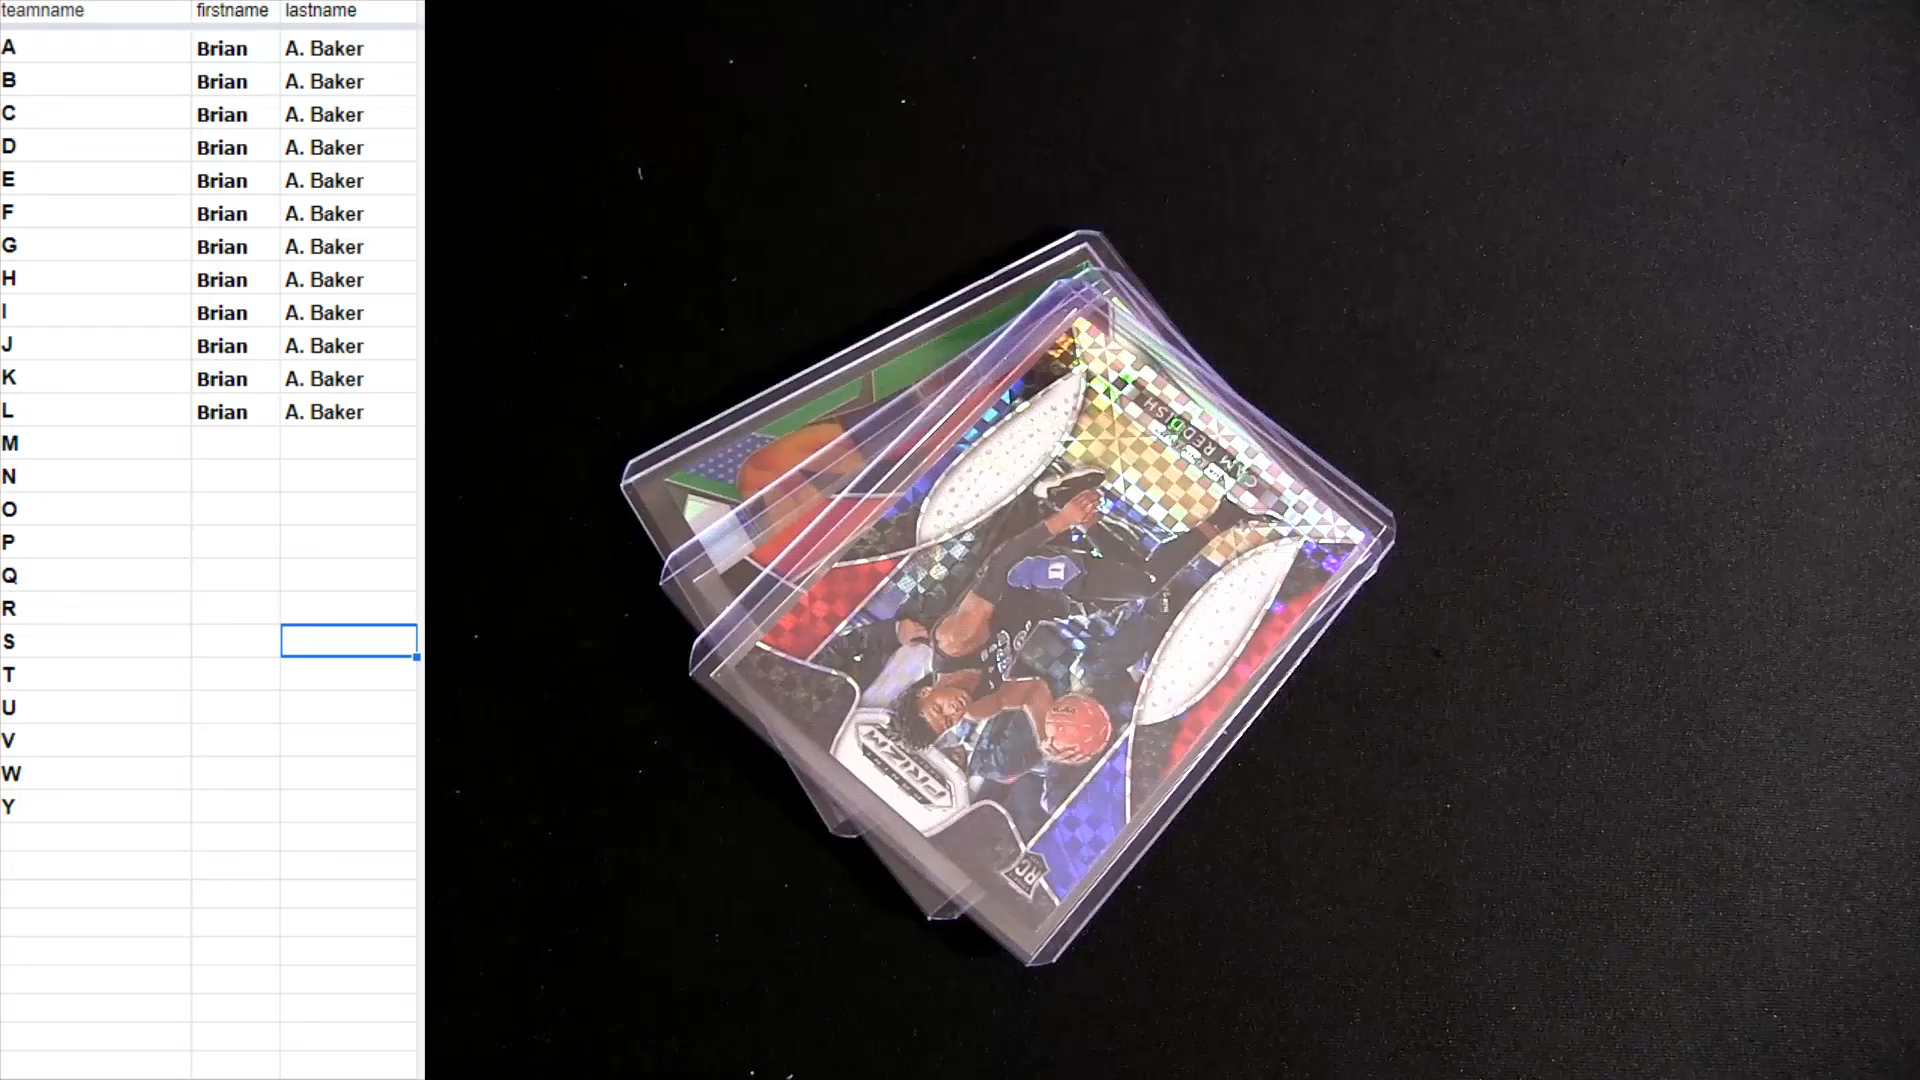 teamname firstname lastname
A Brian A. Baker
B Brian A. Baker
C Brian A. Baker
D Brian A. Baker
E Brian A. Baker
F Brian A. Baker
G Brian A. Baker
H Brian A. Baker
I Brian A. Baker
J Brian A. Baker
K Brian A. Baker
L Brian A. Baker
M
N
O
P
Q
R
S
T
U
V
W
Y
CAM REDDISH
PANINI
PRIZM
RC